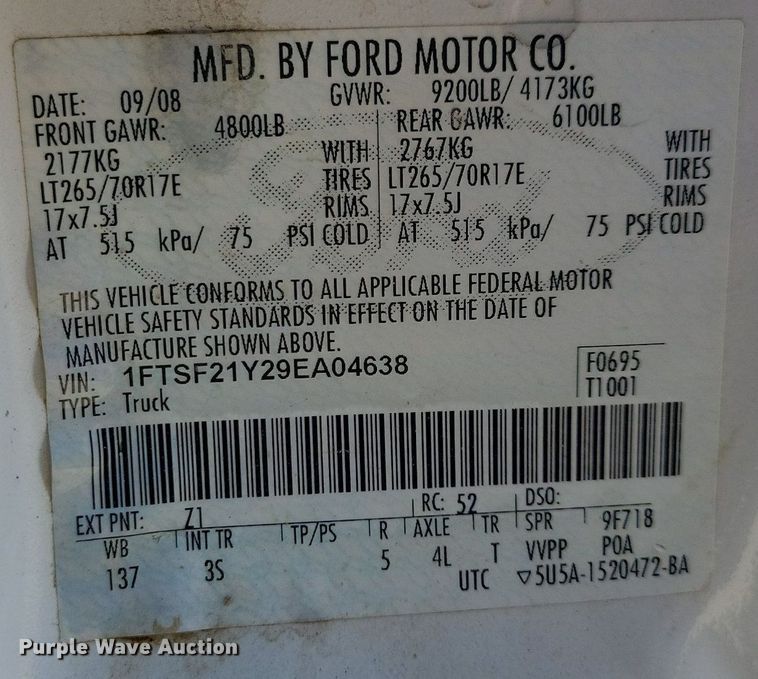 MFD. BY FORD MOTOR CO.
DATE: 09/08 GVWR: 9200LB/ 4173KG
FRONT GAWR: 4800LB REAR GAWR: 6100LB
2177KG WITH 2767KG WITH
LT265/70R17E TIRES LT265/70R17E TIRES
17x7.5J RIMS 17x7.5J RIMS
AT 515 kPa/ 75 PSI COLD AT 515 kPa/ 75 PSI COLD
THIS VEHICLE CONFORMS TO ALL APPLICABLE FEDERAL MOTOR
VEHICLE SAFETY STANDARDS IN EFFECT ON THE DATE OF
MANUFACTURE SHOWN ABOVE.
VIN: 1FTSF21Y29EA04638 F0695
TYPE: Truck T1001
EXT PNT: Z1 RC: 52 DSO:
WB INT TR TP/PS R AXLE TR SPR 9F718
137 3S 5 4L T VVPP POA
UTC ▽5U5A-1520472-BA
Purple Wave Auction